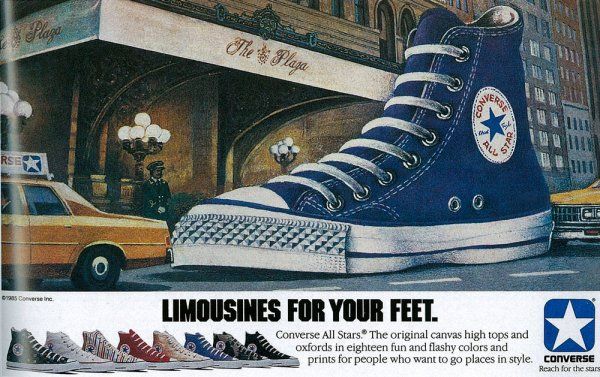 e Plaza
The Plaza
CONVERSE
ALL STAR
RSE
©1985 Converse Inc.
LIMOUSINES FOR YOUR FEET.
Converse All Stars.® The original canvas high tops and
oxfords in eighteen fun and flashy colors and
prints for people who want to go places in style.
CONVERSE
Reach for the stars